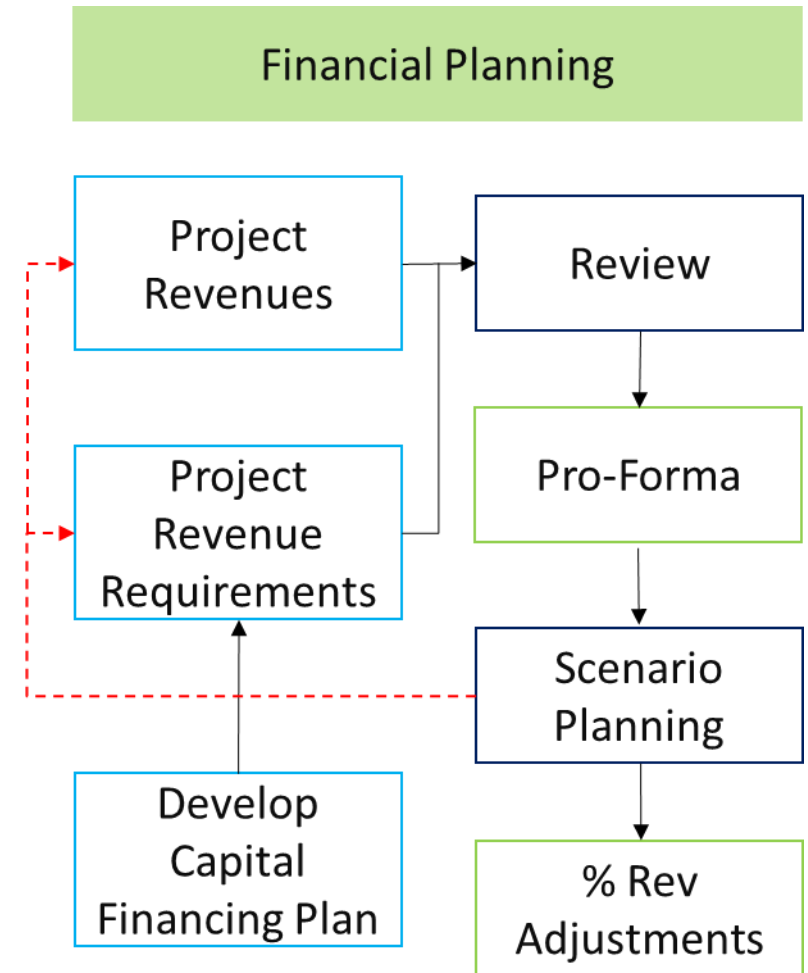 Financial Planning
Project
Revenues
Review
Project
Revenue
Requirements
Pro-Forma
Scenario
Planning
Develop
Capital
Financing Plan
% Rev
Adjustments